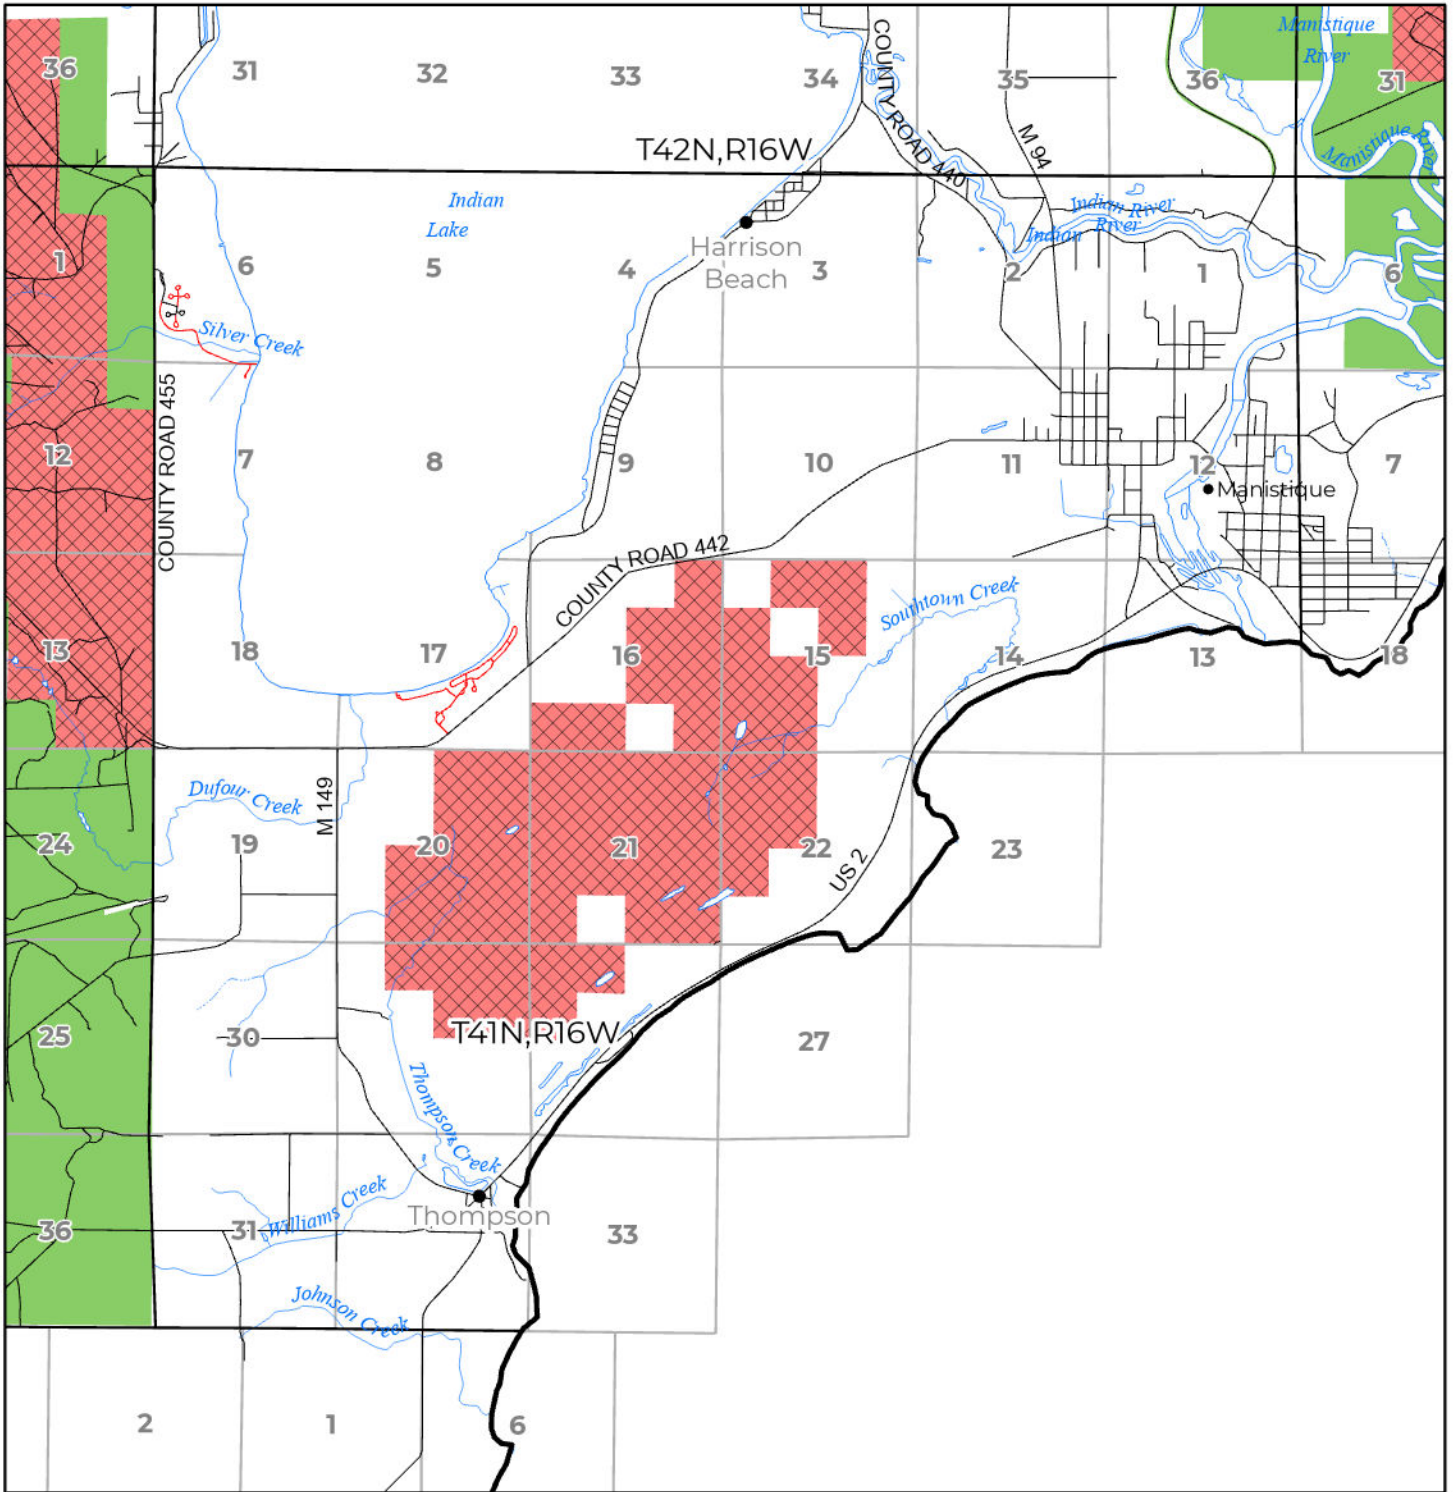 Manistique
River
36
31
32
33
34
COUNTY ROAD 440
35
M 94
36
31
Manistique River
T42N,R16W
Indian
Lake
Harrison
Beach
Indian River
Indian River
1
6
5
4
3
2
1
6
Silver Creek
COUNTY ROAD 455
12
7
8
9
10
11
12
7
Manistique
COUNTY ROAD 442
Southtown Creek
13
18
17
16
15
14
13
18
Dufour Creek
M 149
24
19
20
21
22
23
US 2
25
30
T41N,R16W
27
Thompson Creek
Williams Creek
Thompson
36
31
33
Johnson Creek
2
1
6